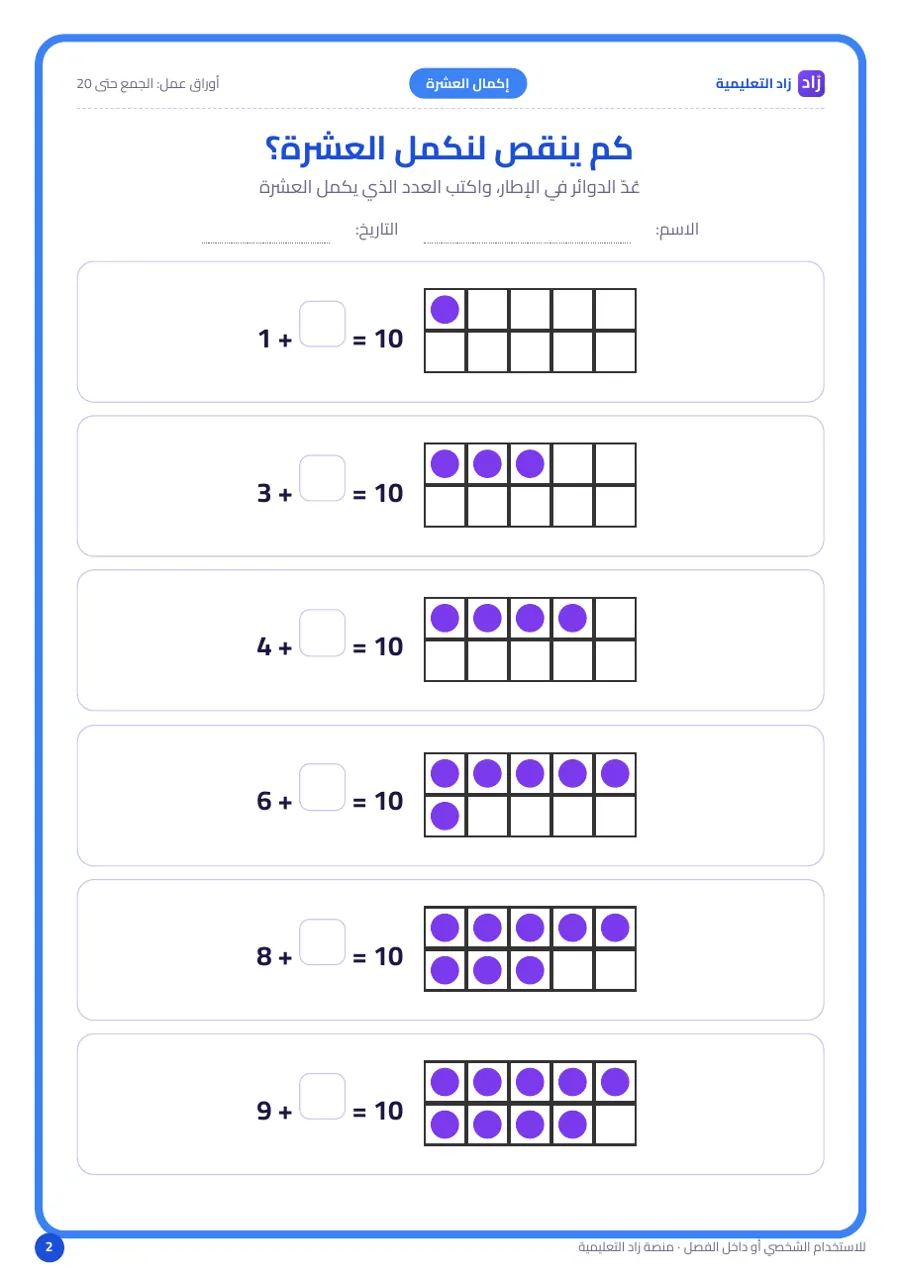 زاد زاد التعليمية
إكمال العشرة
أوراق عمل: الجمع حتى 20
كم ينقص لنكمل العشرة؟
عُدّ الدوائر في الإطار، واكتب العدد الذي يكمل العشرة
الاسم: التاريخ:
1 + = 10
3 + = 10
4 + = 10
6 + = 10
8 + = 10
9 + = 10
للاستخدام الشخصي أو داخل الفصل · منصة زاد التعليمية
2